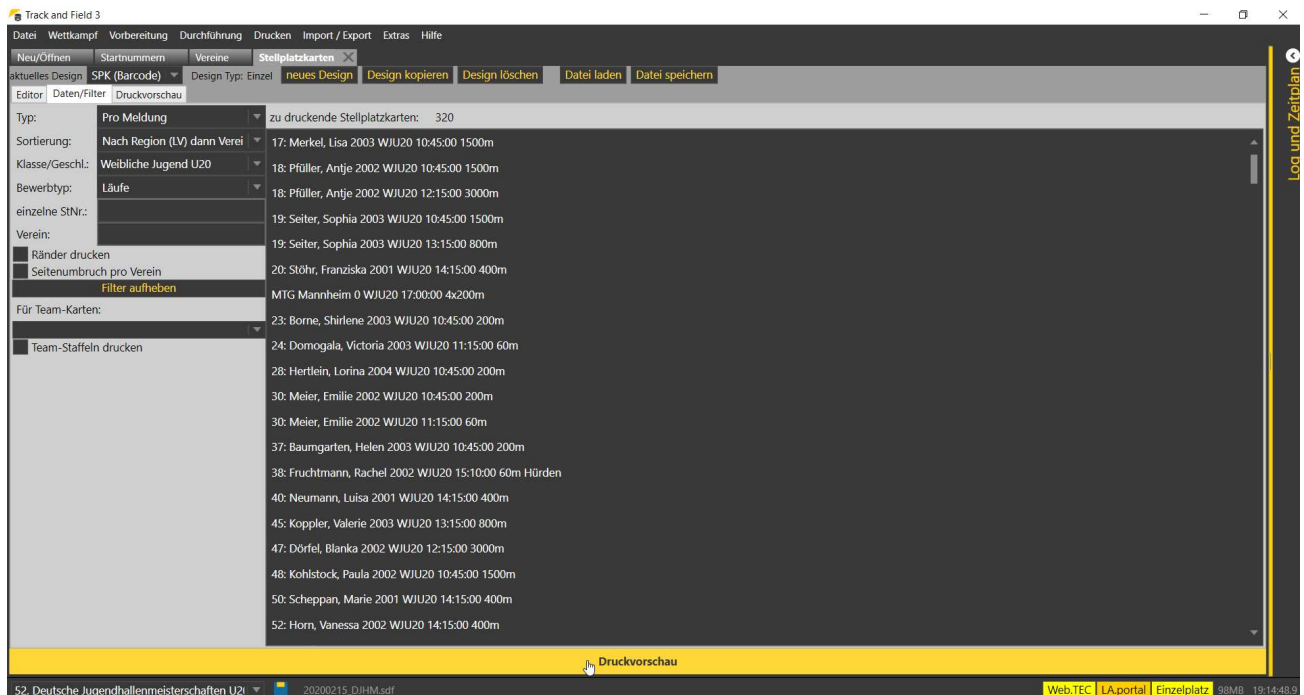 Track and Field 3
Datei Wettkampf Vorbereitung Durchführung Drucken Import / Export Extras Hilfe
Neu/Öffnen Startnummern Vereine Stellplatzkarten
aktuelles Design SPK (Barcode) Design Typ: Einzel neues Design Design kopieren Design löschen Datei laden Datei speichern
Editor Daten/Filter Druckvorschau
Typ: Pro Meldung zu druckende Stellplatzkarten: 320
Sortierung: Nach Region (LV) dann Verei
Klasse/Geschl.: Weibliche Jugend U20
Bewerbtyp: Läufe
einzelne StNr.:
Verein:
Ränder drucken
Seitenumbruch pro Verein
Filter aufheben
Für Team-Karten:
Team-Staffeln drucken
17: Merkel, Lisa 2003 WJU20 10:45:00 1500m
18: Pfüller, Antje 2002 WJU20 10:45:00 1500m
18: Pfüller, Antje 2002 WJU20 12:15:00 3000m
19: Seiter, Sophia 2003 WJU20 10:45:00 1500m
19: Seiter, Sophia 2003 WJU20 13:15:00 800m
20: Stöhr, Franziska 2001 WJU20 14:15:00 400m
MTG Mannheim 0 WJU20 17:00:00 4x200m
23: Borne, Shirlene 2003 WJU20 10:45:00 200m
24: Domogala, Victoria 2003 WJU20 11:15:00 60m
28: Hertlein, Lorina 2004 WJU20 10:45:00 200m
30: Meier, Emilie 2002 WJU20 10:45:00 200m
30: Meier, Emilie 2002 WJU20 11:15:00 60m
37: Baumgarten, Helen 2003 WJU20 10:45:00 200m
38: Fruchtmann, Rachel 2002 WJU20 15:10:00 60m Hürden
40: Neumann, Luisa 2001 WJU20 14:15:00 400m
45: Koppler, Valerie 2003 WJU20 13:15:00 800m
47: Dörfel, Blanka 2002 WJU20 12:15:00 3000m
48: Kohlstock, Paula 2002 WJU20 10:45:00 1500m
50: Scheppan, Marie 2001 WJU20 14:15:00 400m
52: Horn, Vanessa 2002 WJU20 14:15:00 400m
Druckvorschau
Log und Zeitplan
52. Deutsche Jugendhallenmeisterschaften U2 20200215_DJHM.sdf Web.TEC LA.portal Einzelplatz 98MB 19:14:48.9